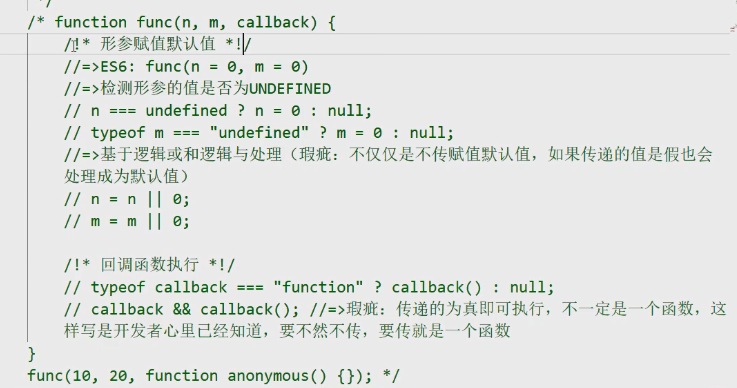 */
/* function func(n, m, callback) {
/!* 形参赋值默认值 *!/
//=>ES6: func(n = 0, m = 0)
//=>检测形参的值是否为UNDEFINED
// n === undefined ? n = 0 : null;
// typeof m === "undefined" ? m = 0 : null;
//=>基于逻辑或和逻辑与处理（瑕疵：不仅仅是不传赋值默认值，如果传递的值是假也会
处理成为默认值）
// n = n || 0;
// m = m || 0;
/!* 回调函数执行 *!/
// typeof callback === "function" ? callback() : null;
// callback && callback(); //=>瑕疵：传递的为真即可执行，不一定是一个函数，这
样写是开发者心里已经知道，要不然不传，要传就是一个函数
}
func(10, 20, function anonymous() {}); */